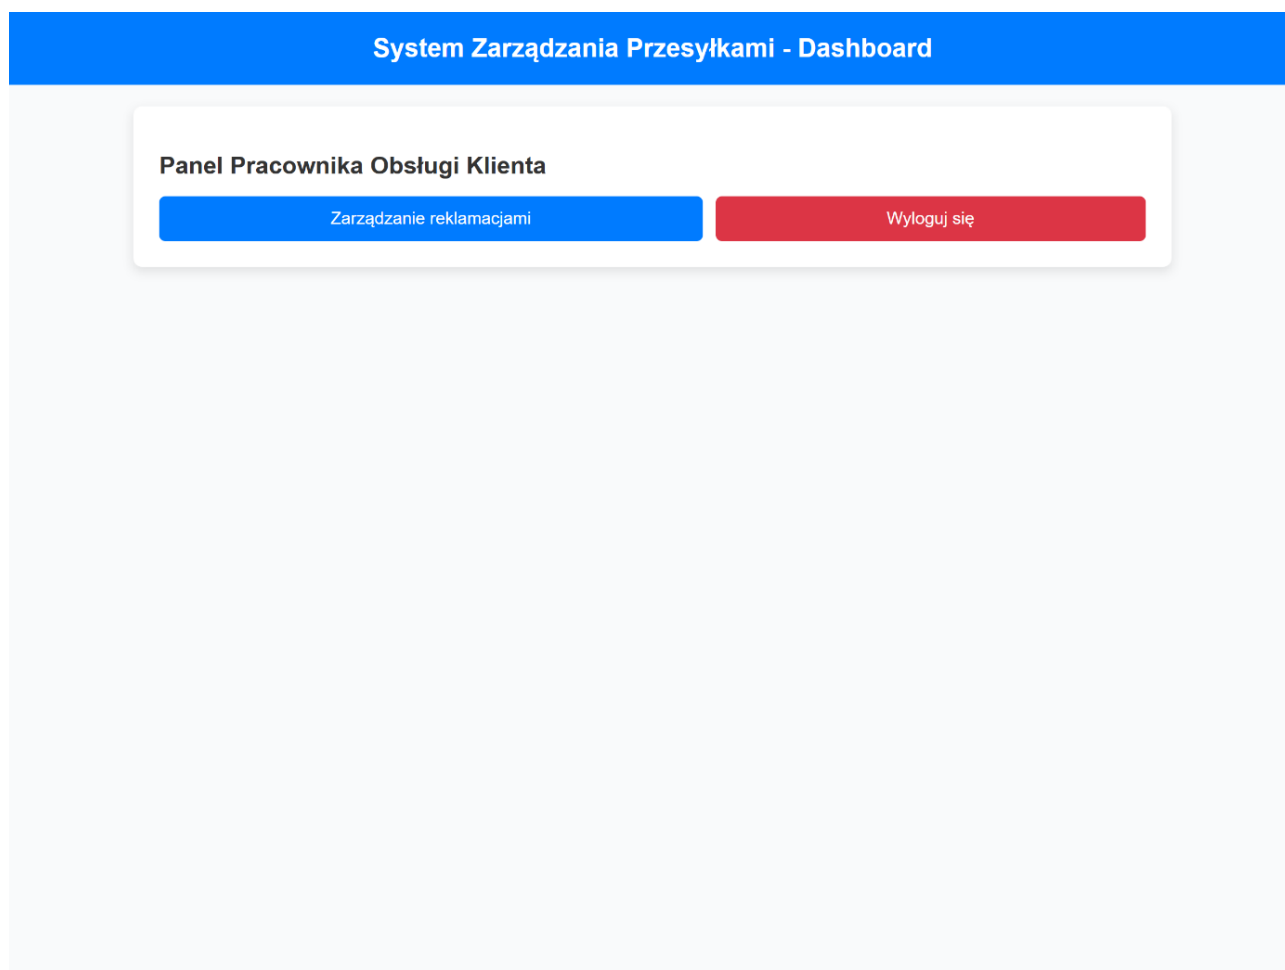 System Zarządzania Przesyłkami - Dashboard
Panel Pracownika Obsługi Klienta
Zarządzanie reklamacjami
Wyloguj się